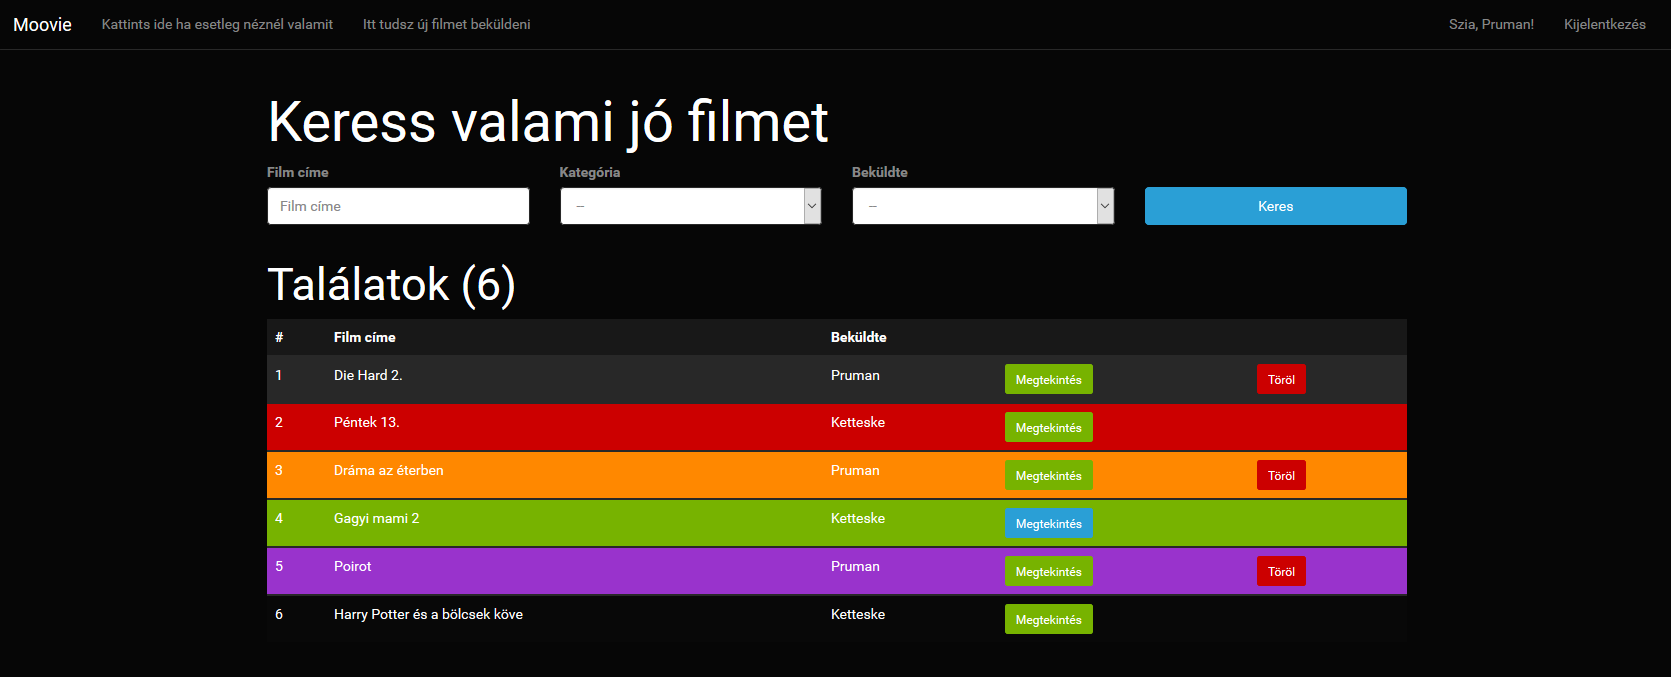 Moovie Kattints ide ha esetleg néznél valamit Itt tudsz új filmet beküldeni Szia, Pruman! Kijelentkezés
Keress valami jó filmet
Film címe Kategória Beküldte
Film címe -- -- Keres
Találatok (6)
# Film címe Beküldte
1 Die Hard 2. Pruman Megtekintés Töröl
2 Péntek 13. Ketteske Megtekintés
3 Dráma az éterben Pruman Megtekintés Töröl
4 Gagyi mami 2 Ketteske Megtekintés
5 Poirot Pruman Megtekintés Töröl
6 Harry Potter és a bölcsek köve Ketteske Megtekintés